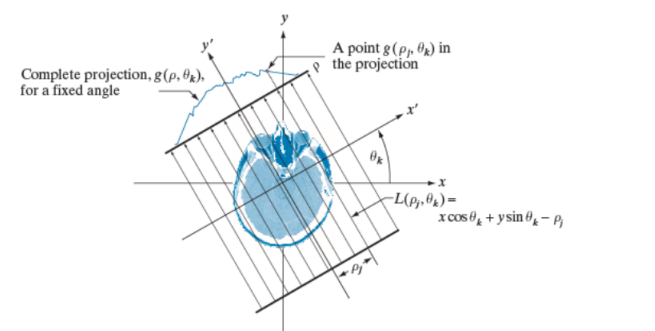 y
y′
A point g(ρj, θk) in
the projection
ρ
Complete projection, g(ρ, θk),
for a fixed angle
x′
θk
x
L(ρj, θk) =
x cos θk + y sin θk − ρj
ρj